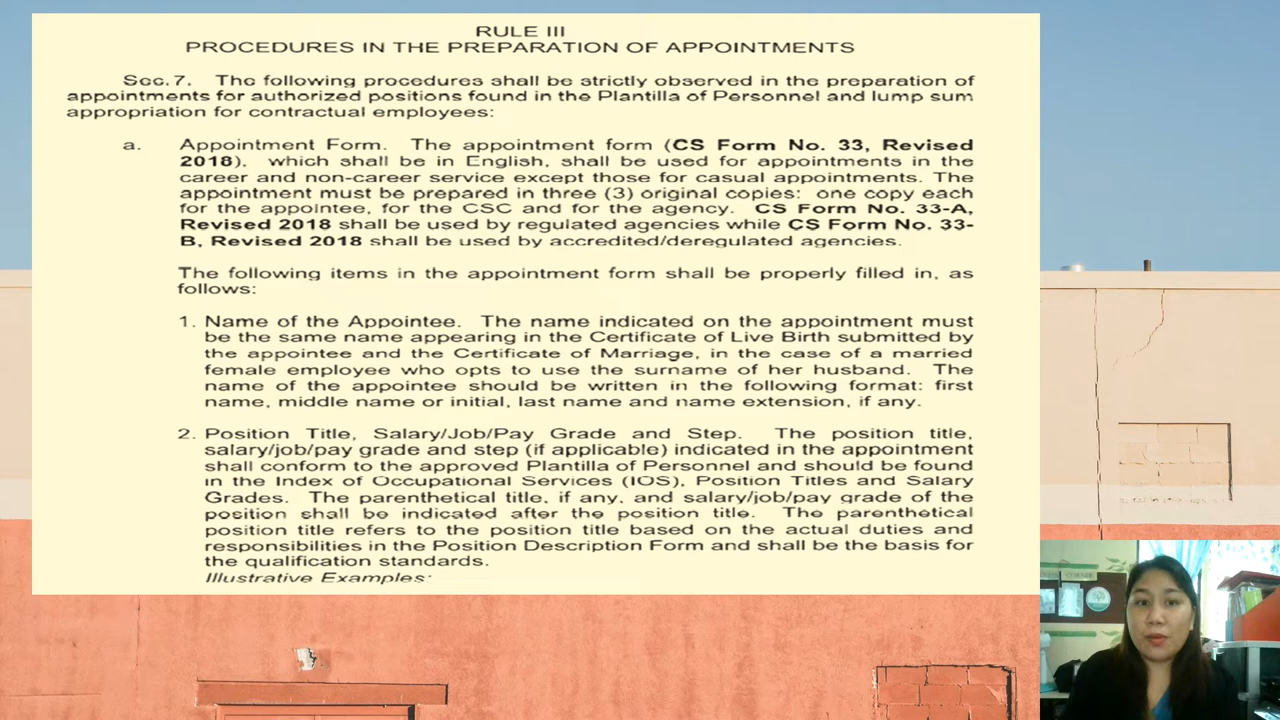 RULE III
PROCEDURES IN THE PREPARATION OF APPOINTMENTS
Sec.7. The following procedures shall be strictly observed in the preparation of
appointments for authorized positions found in the Plantilla of Personnel and lump sum
appropriation for contractual employees:
a. Appointment Form. The appointment form (CS Form No. 33, Revised
2018), which shall be in English, shall be used for appointments in the
career and non-career service except those for casual appointments. The
appointment must be prepared in three (3) original copies: one copy each
for the appointee, for the CSC and for the agency. CS Form No. 33-A,
Revised 2018 shall be used by regulated agencies while CS Form No. 33-
B, Revised 2018 shall be used by accredited/deregulated agencies.
The following items in the appointment form shall be properly filled in, as
follows:
1. Name of the Appointee. The name indicated on the appointment must
be the same name appearing in the Certificate of Live Birth submitted by
the appointee and the Certificate of Marriage, in the case of a married
female employee who opts to use the surname of her husband. The
name of the appointee should be written in the following format: first
name, middle name or initial, last name and name extension, if any.
2. Position Title, Salary/Job/Pay Grade and Step. The position title,
salary/job/pay grade and step (if applicable) indicated in the appointment
shall conform to the approved Plantilla of Personnel and should be found
in the Index of Occupational Services (IOS), Position Titles and Salary
Grades. The parenthetical title, if any, and salary/job/pay grade of the
position shall be indicated after the position title. The parenthetical
position title refers to the position title based on the actual duties and
responsibilities in the Position Description Form and shall be the basis for
the qualification standards.
Illustrative Examples: